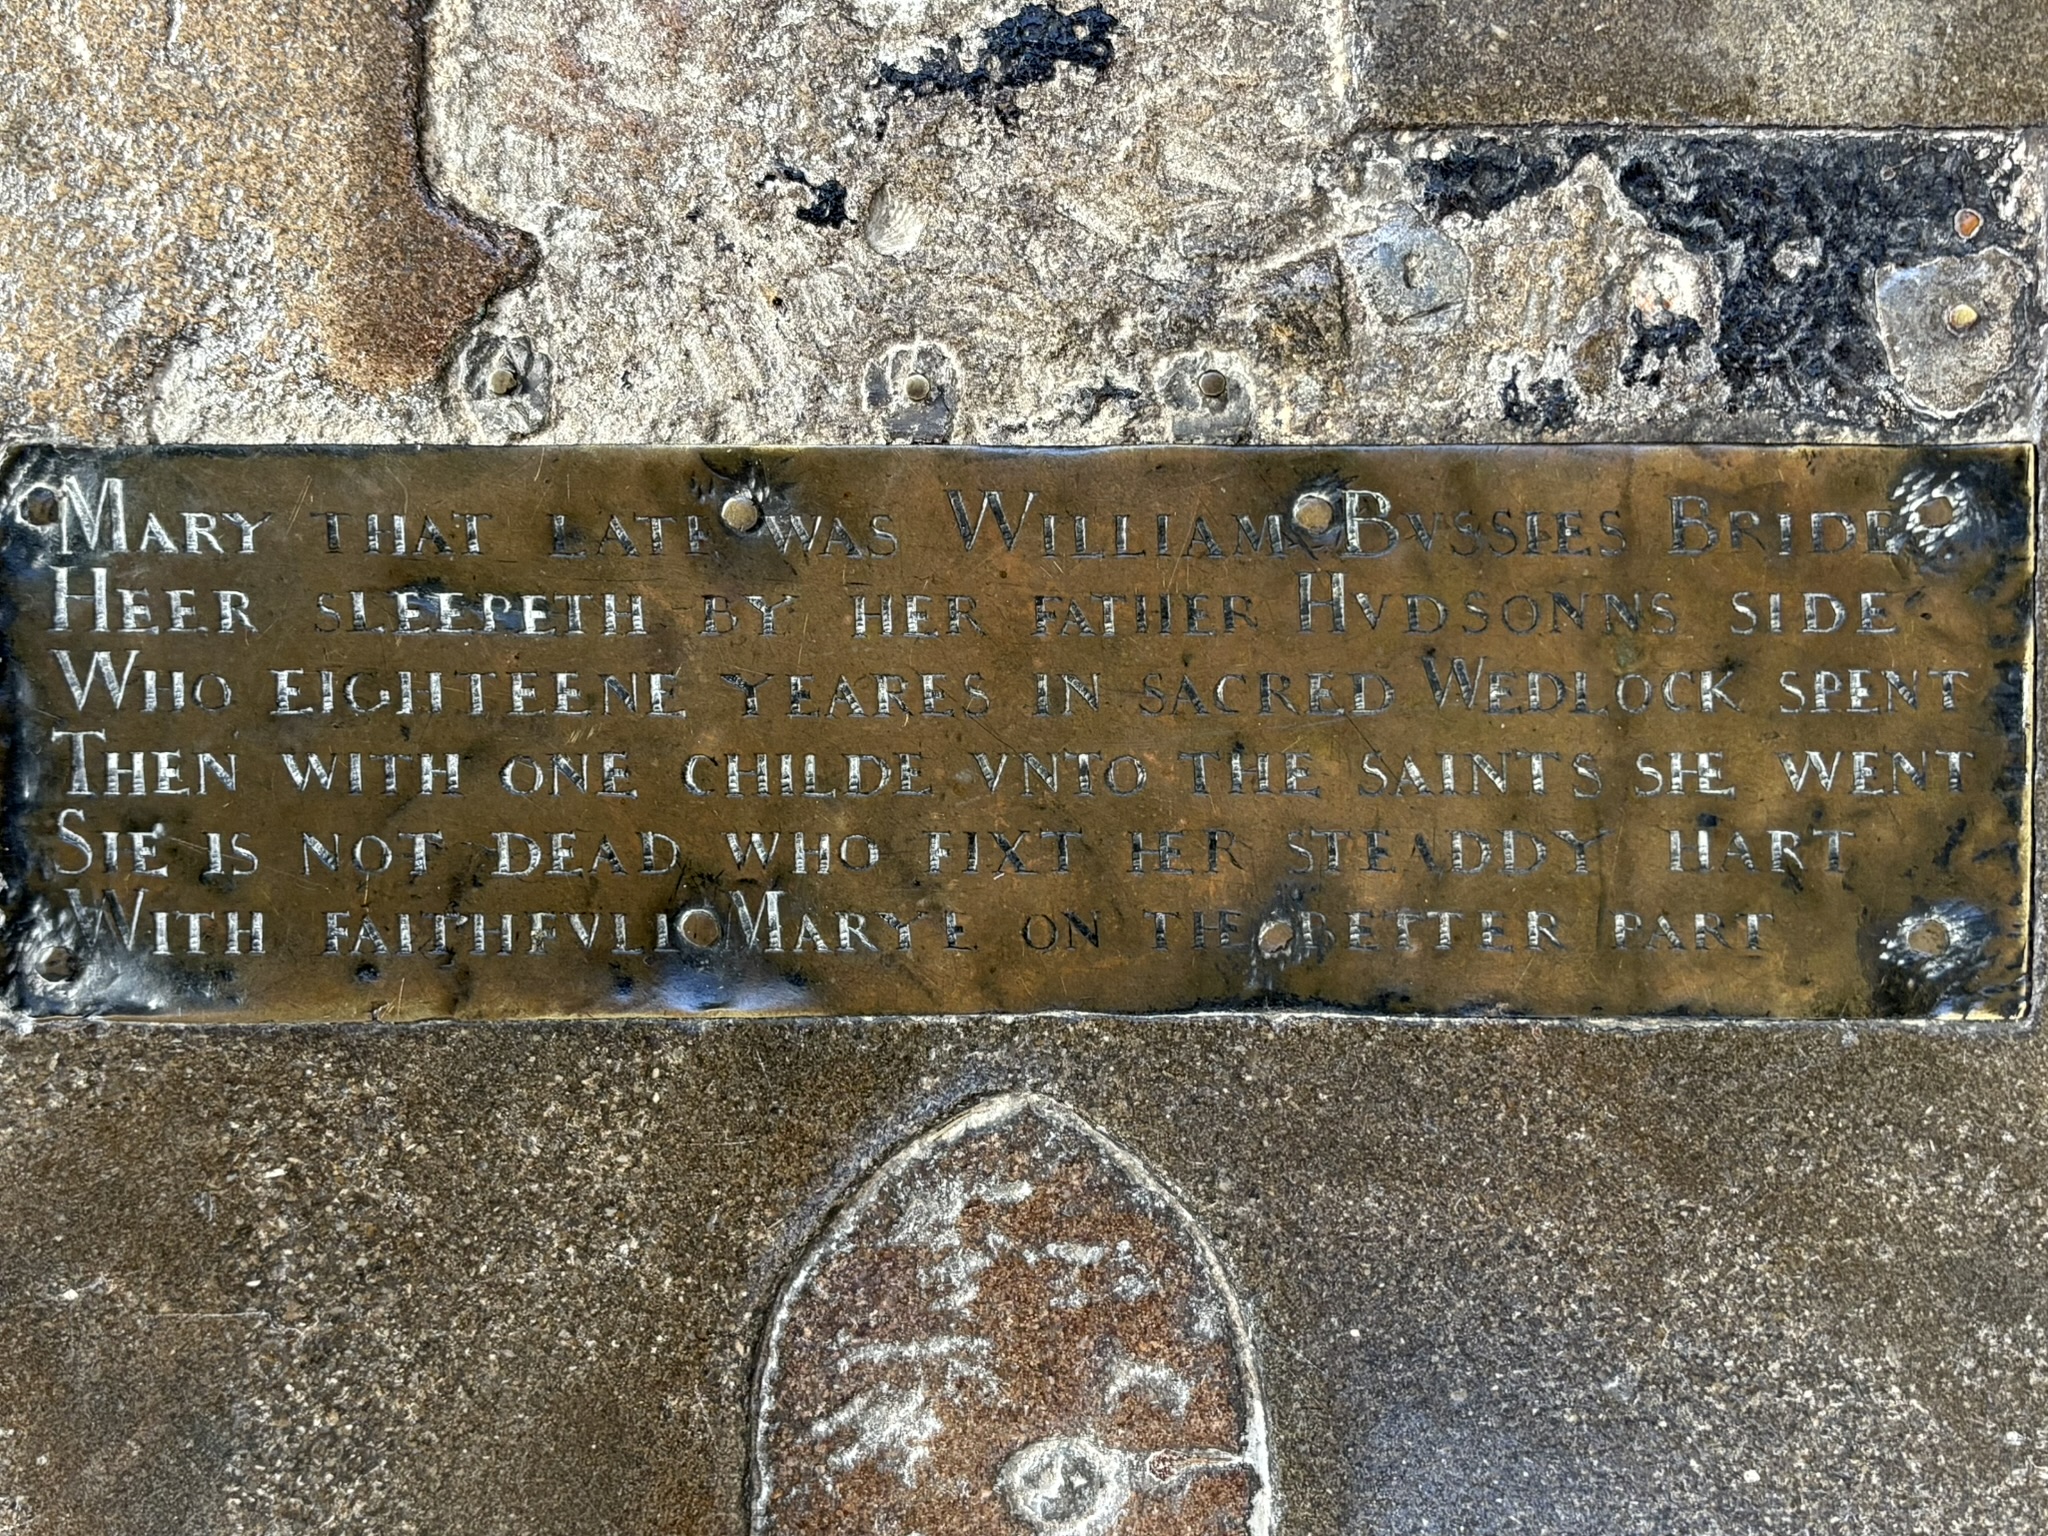 MARY THAT LATE WAS WILLIAM BVSSIES BRIDE
HEER SLEEPETH BY HER FATHER HVDSONNS SIDE
WHO EIGHTEENE YEARES IN SACRED WEDLOCK SPENT
THEN WITH ONE CHILDE VNTO THE SAINTS SHE WENT
SHE IS NOT DEAD WHO FIXT HER STEADDY HART
WITH FAITHFVLL MARYE ON THE BETTER PART